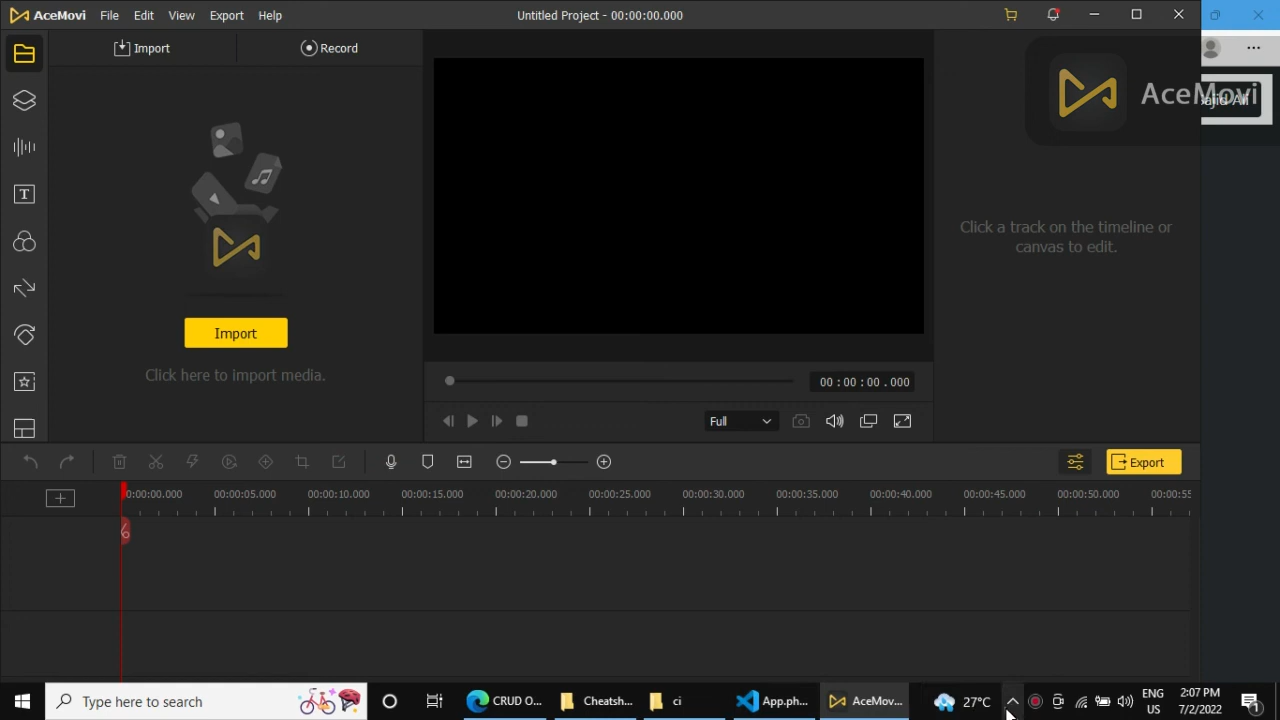 AceMovi File Edit View Export Help Untitled Project - 00:00:00.000
Import Record
AceMovi
Click a track on the timeline or
canvas to edit.
Import
Click here to import media.
00 : 00 : 00 . 000
Full
Export
0:00:00.000 00:00:05.000 00:00:10.000 00:00:15.000 00:00:20.000 00:00:25.000 00:00:30.000 00:00:35.000 00:00:40.000 00:00:45.000 00:00:50.000 00:00:55
Type here to search CRUD O... Cheatsh... ci App.ph... AceMov... 27°C ENG US 2:07 PM 7/2/2022 1